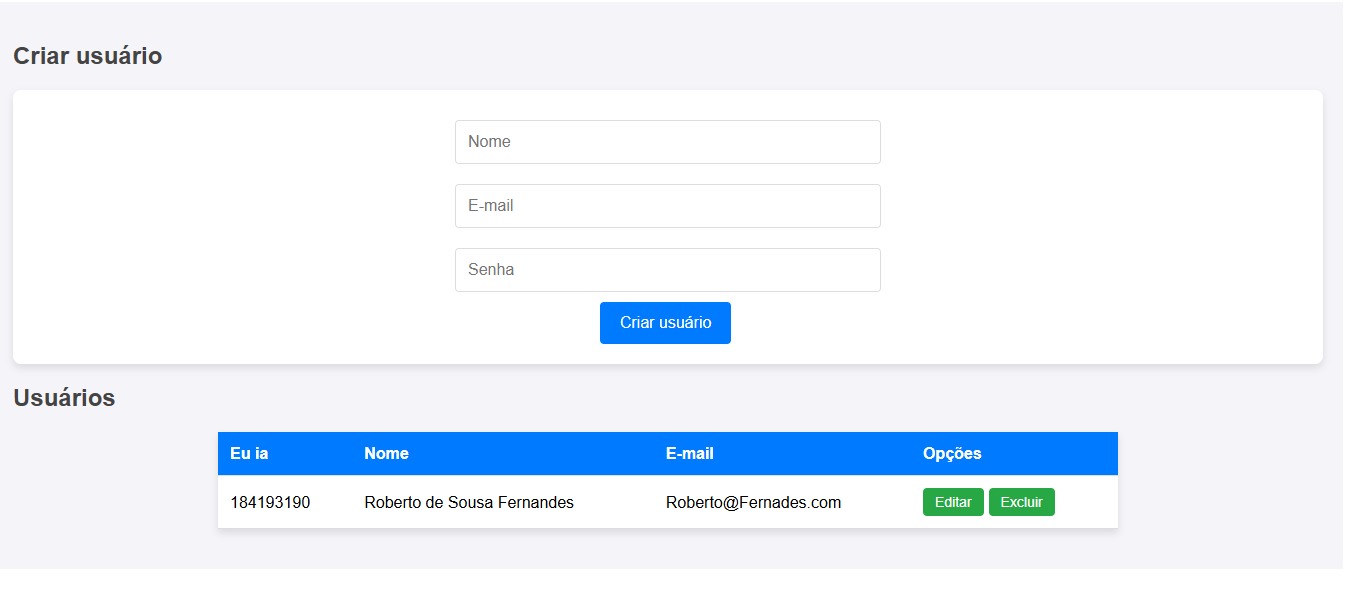 Criar usuário
Nome
E-mail
Senha
Criar usuário
Usuários
Eu ia Nome E-mail Opções
184193190 Roberto de Sousa Fernandes Roberto@Fernades.com Editar Excluir